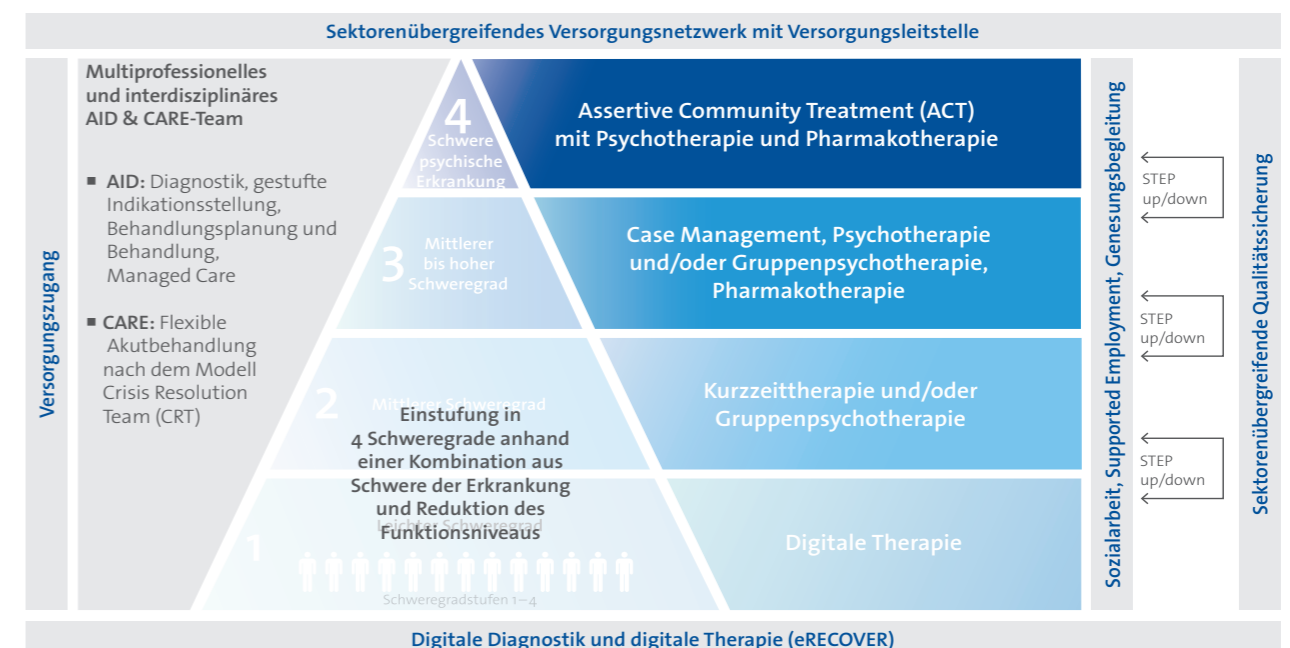 Sektorenübergreifendes Versorgungsnetzwerk mit Versorgungsleitstelle
Versorgungszugang
Multiprofessionelles
und interdisziplinäres
AID & CARE-Team
▪ AID: Diagnostik, gestufte
Indikationsstellung,
Behandlungsplanung und
Behandlung,
Managed Care
▪ CARE: Flexible
Akutbehandlung
nach dem Modell
Crisis Resolution
Team (CRT)
4
Schwere
psychische
Erkrankung
Assertive Community Treatment (ACT)
mit Psychotherapie und Pharmakotherapie
3
Mittlerer
bis hoher
Schweregrad
Case Management, Psychotherapie
und/oder Gruppenpsychotherapie,
Pharmakotherapie
2
Mittlerer Schweregrad
Einstufung in
4 Schweregrade anhand
einer Kombination aus
Schwere der Erkrankung
und Reduktion des
Funktionsniveaus
Kurzzeittherapie und/oder
Gruppenpsychotherapie
1
Leichter Schweregrad
Schweregradstufen 1–4
Digitale Therapie
Sozialarbeit, Supported Employment, Genesungsbegleitung
STEP
up/down
STEP
up/down
STEP
up/down
Sektorenübergreifende Qualitätssicherung
Digitale Diagnostik und digitale Therapie (eRECOVER)